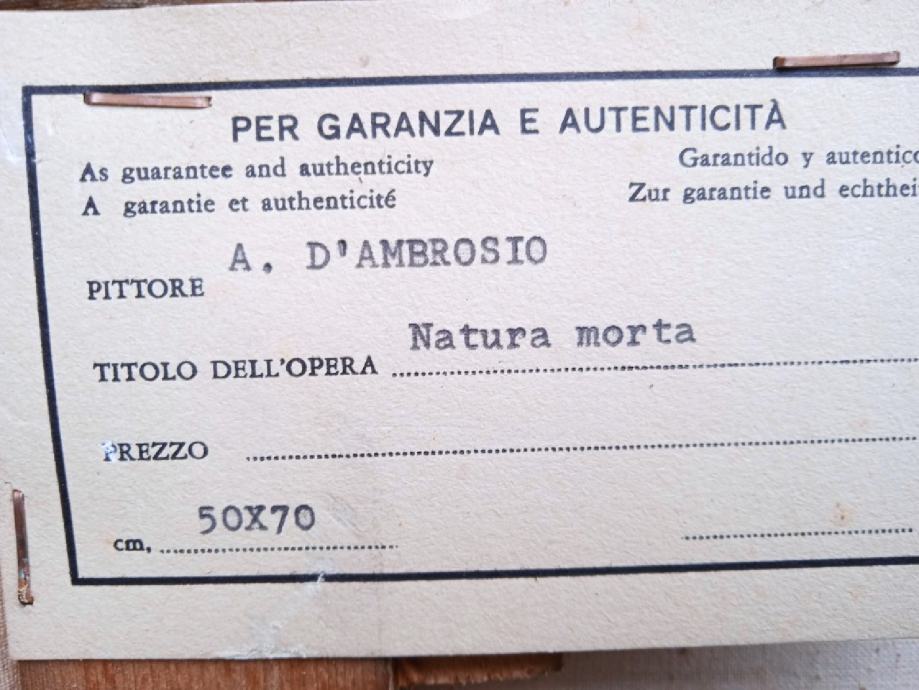 PER GARANZIA E AUTENTICITÀ
As guarantee and authenticity
Garantido y autentico
A garantie et authenticité
Zur garantie und echtheit
PITTORE A. D'AMBROSIO
TITOLO DELL'OPERA Natura morta
PREZZO
cm, 50X70